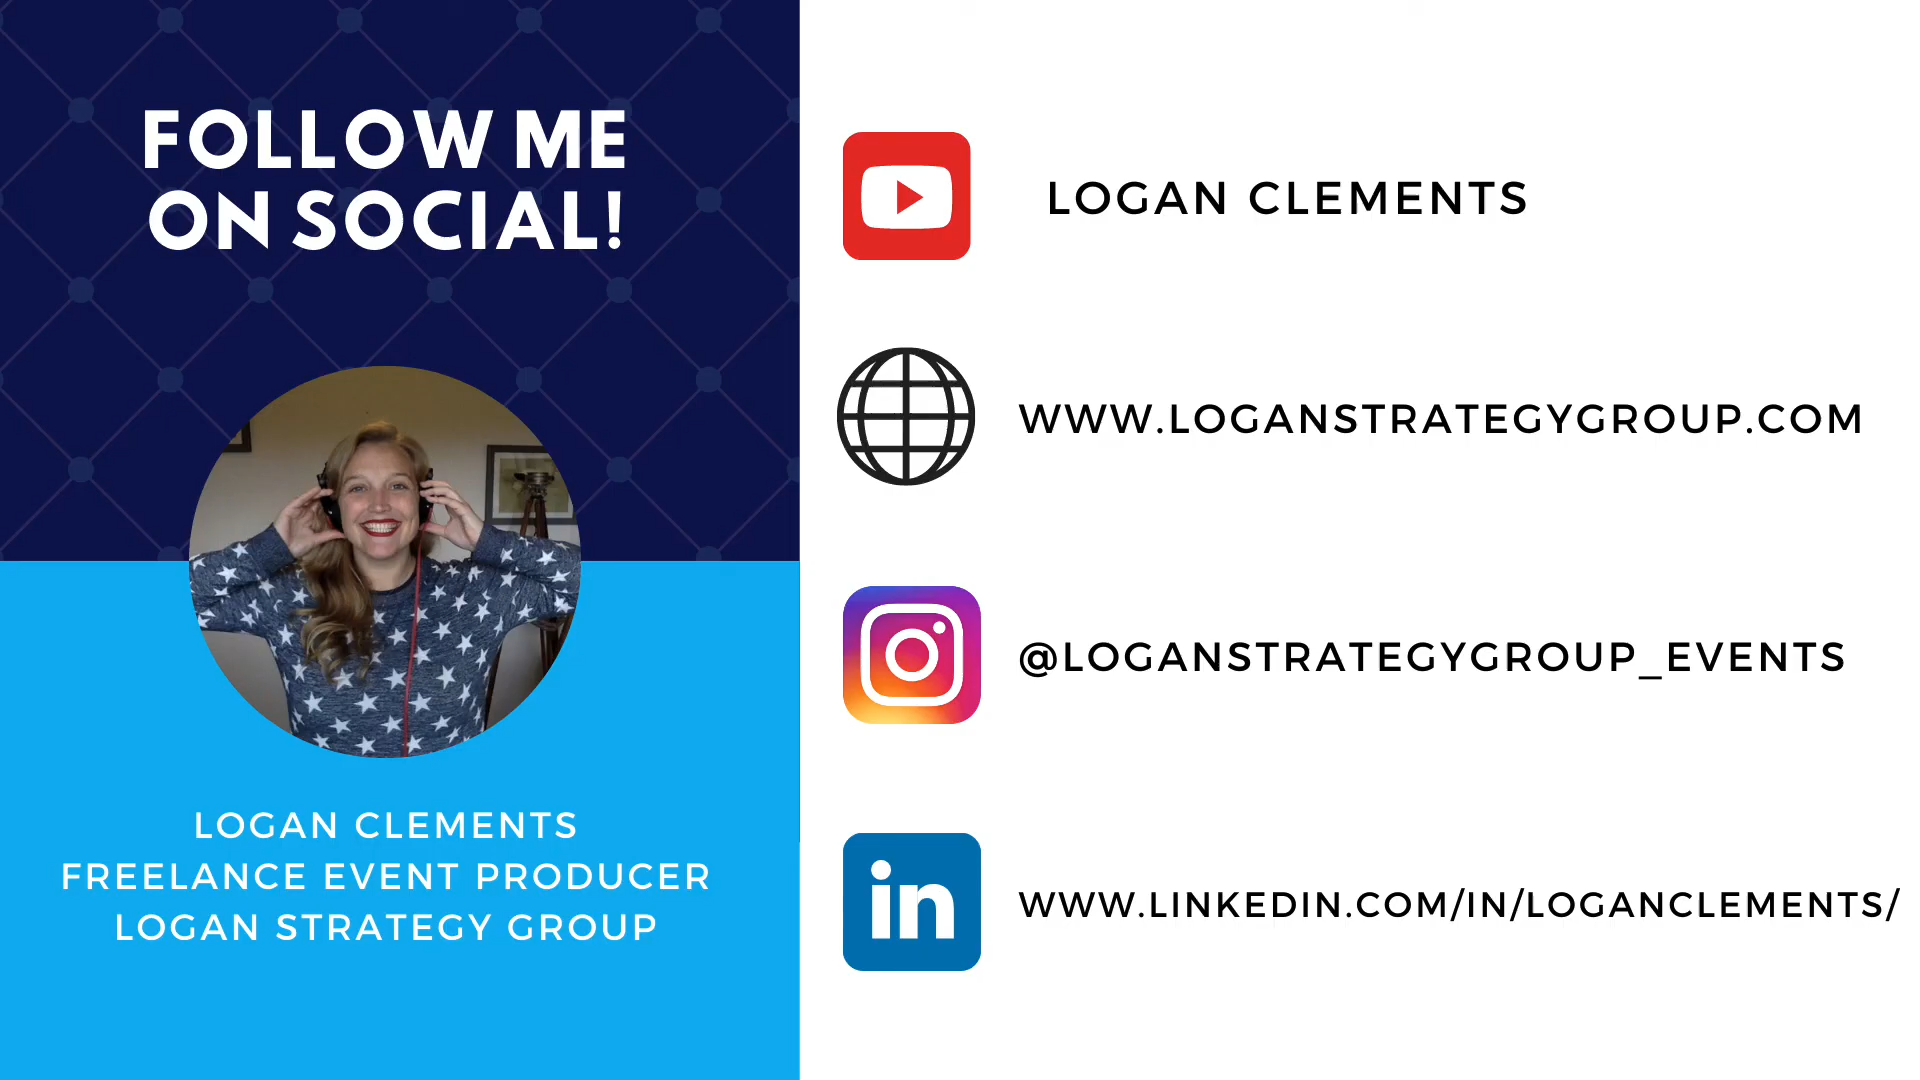 FOLLOW ME
ON SOCIAL!
LOGAN CLEMENTS
FREELANCE EVENT PRODUCER
LOGAN STRATEGY GROUP
LOGAN CLEMENTS
WWW.LOGANSTRATEGYGROUP.COM
@LOGANSTRATEGYGROUP_EVENTS
in
WWW.LINKEDIN.COM/IN/LOGANCLEMENTS/